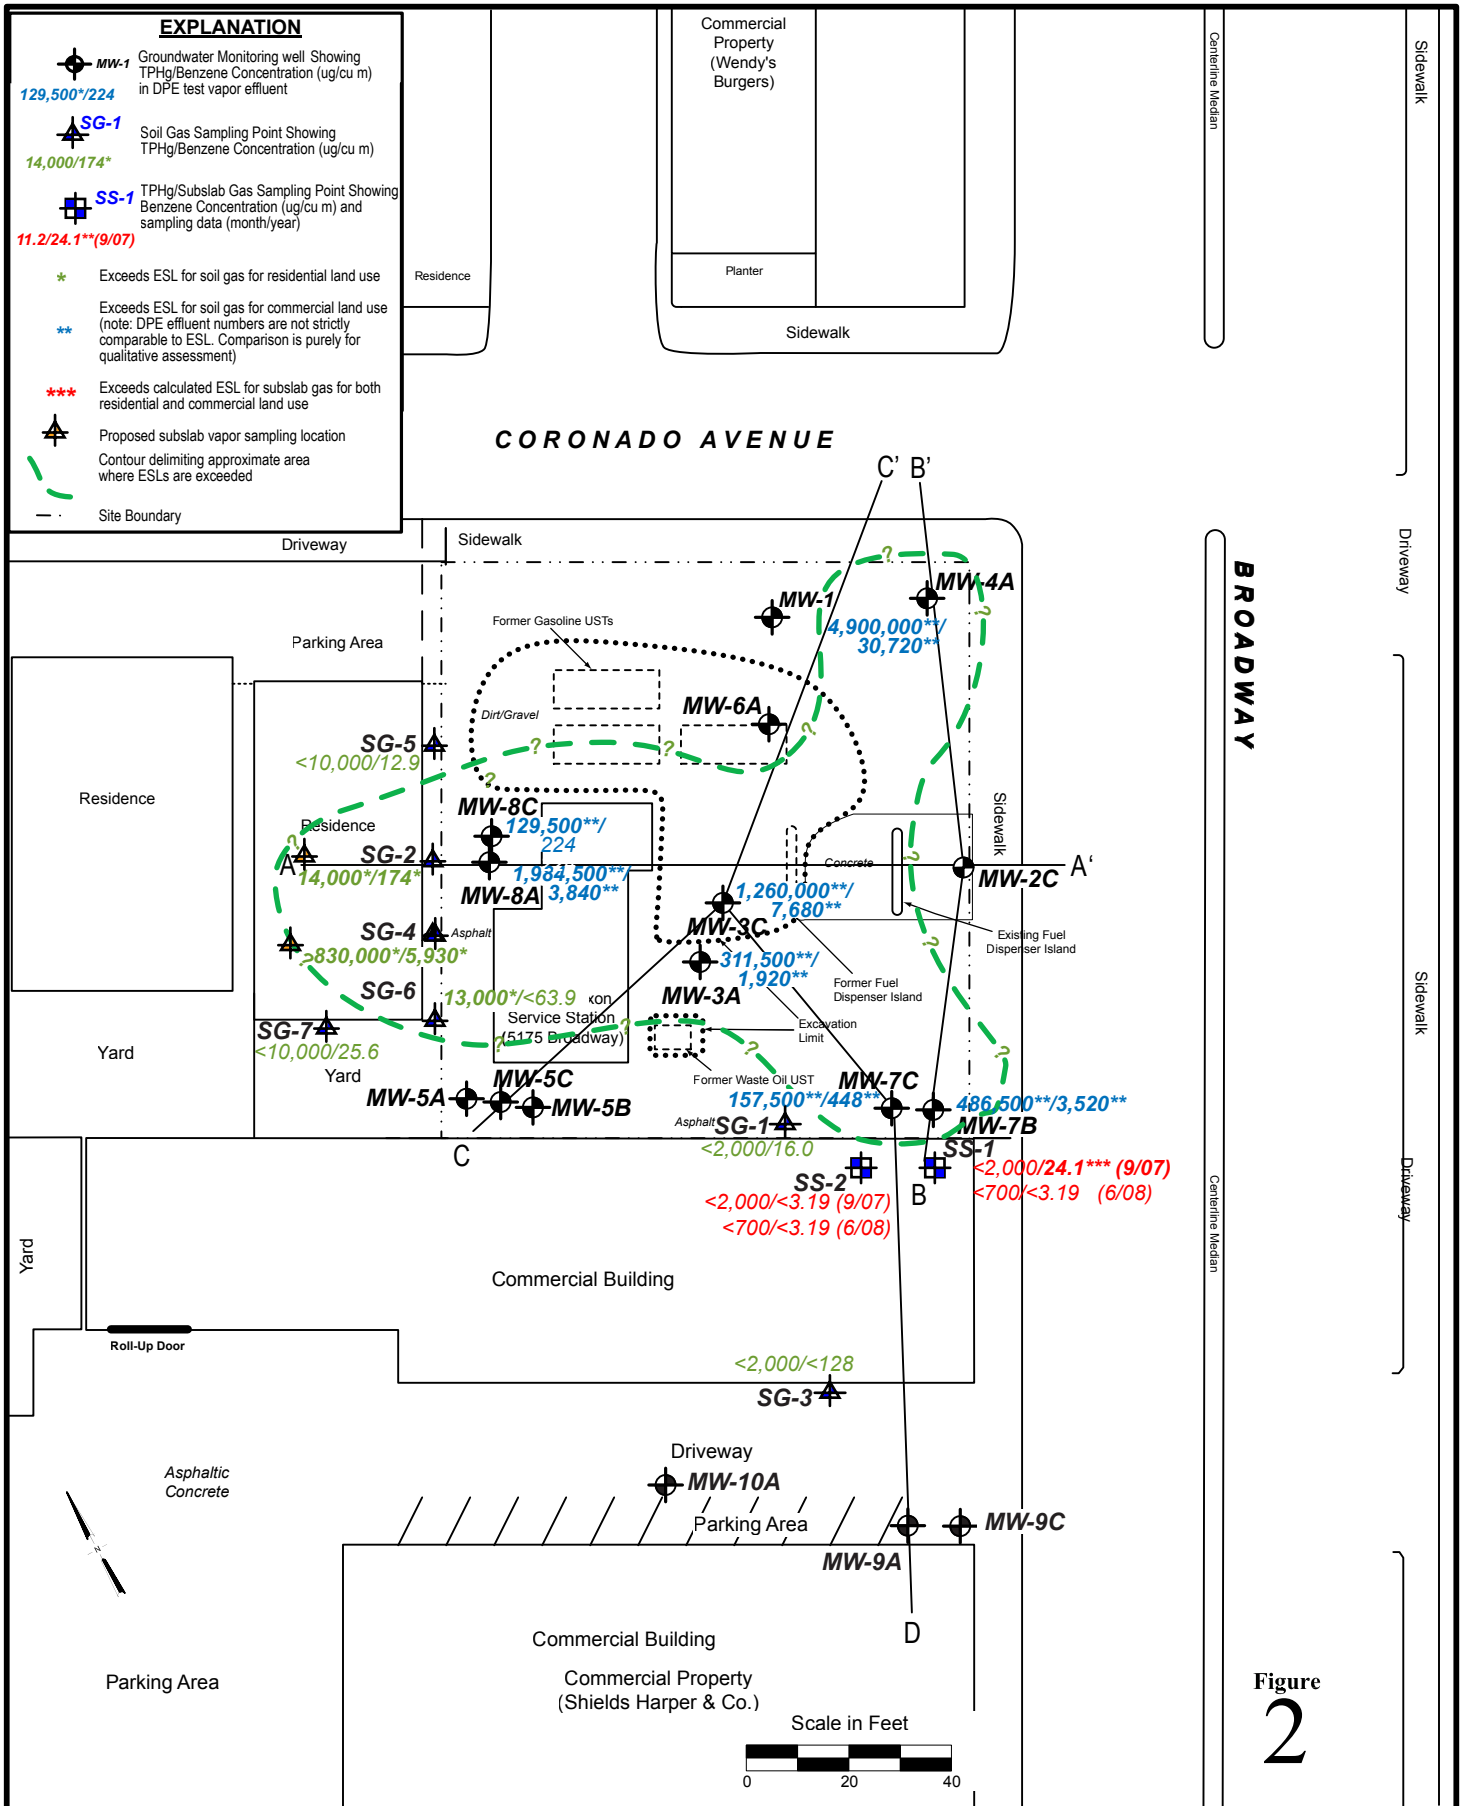 EXPLANATION
MW-1
129,500*/224
Groundwater Monitoring well Showing
TPHg/Benzene Concentration (ug/cu m)
in DPE test vapor effluent
SG-1
14,000/174*
Soil Gas Sampling Point Showing
TPHg/Benzene Concentration (ug/cu m)
SS-1
11.2/24.1**(9/07)
TPHg/Subslab Gas Sampling Point Showing
Benzene Concentration (ug/cu m) and
sampling data (month/year)
*
Exceeds ESL for soil gas for residential land use
**
Exceeds ESL for soil gas for commercial land use
(note: DPE effluent numbers are not strictly
comparable to ESL. Comparison is purely for
qualitative assessment)
***
Exceeds calculated ESL for subslab gas for both
residential and commercial land use
Proposed subslab vapor sampling location
Contour delimiting approximate area
where ESLs are exceeded
Site Boundary
Commercial
Property
(Wendy's
Burgers)
Centerline Median
Sidewalk
Residence
Planter
Sidewalk
CORONADO AVENUE
C’
B’
Driveway
Sidewalk
Driveway
BROADWAY
?
?
MW-1
MW-4A
4,900,000**/
30,720**
Former Gasoline USTs
Parking Area
MW-6A
Dirt/Gravel
SG-5
<10,000/12.9
?
?
?
?
Residence
Sidewalk
MW-8C
129,500**/
224
Residence
?
A
SG-2
14,000*/174*
1,984,500**/
3,840**
MW-8A
Concrete
?
MW-2C
A‘
1,260,000**/
7,680**
MW-3C
SG-4
Asphalt
830,000*/5,930*
?
?
Existing Fuel
Dispenser Island
311,500**/
1,920**
MW-3A
Former Fuel
Dispenser Island
SG-6
13,000*/<63.9
xon
Service Station
(5175 Broadway)
?
?
Excavation
Limit
Sidewalk
SG-7
<10,000/25.6
Yard
Yard
?
?
Former Waste Oil UST
MW-5A
MW-5C
MW-5B
MW-7C
157,500**/448**
486,500**/3,520**
MW-7B
Asphalt
SG-1
<2,000/16.0
C
SS-1
<2,000/24.1*** (9/07)
<700/<3.19 (6/08)
SS-2
<2,000/<3.19 (9/07)
<700/<3.19 (6/08)
B
Driveway
Centerline Median
Yard
Commercial Building
Roll-Up Door
<2,000/<128
SG-3
Driveway
Asphaltic
Concrete
MW-10A
Parking Area
MW-9C
MW-9A
N
D
Commercial Building
Commercial Property
(Shields Harper & Co.)
Parking Area
Scale in Feet
0
20
40
Figure
2